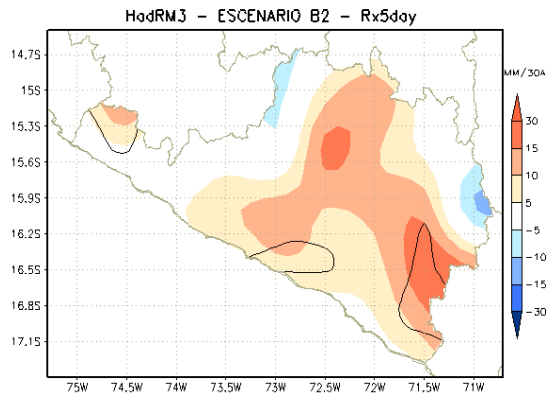 HadRM3 - ESCENARIO B2 - Rx5day
14.7S
15S
15.3S
15.6S
15.9S
16.2S
16.5S
16.8S
17.1S
75W
74.5W
74W
73.5W
73W
72.5W
72W
71.5W
71W
MM/30A
30
15
10
5
-5
-10
-15
-30